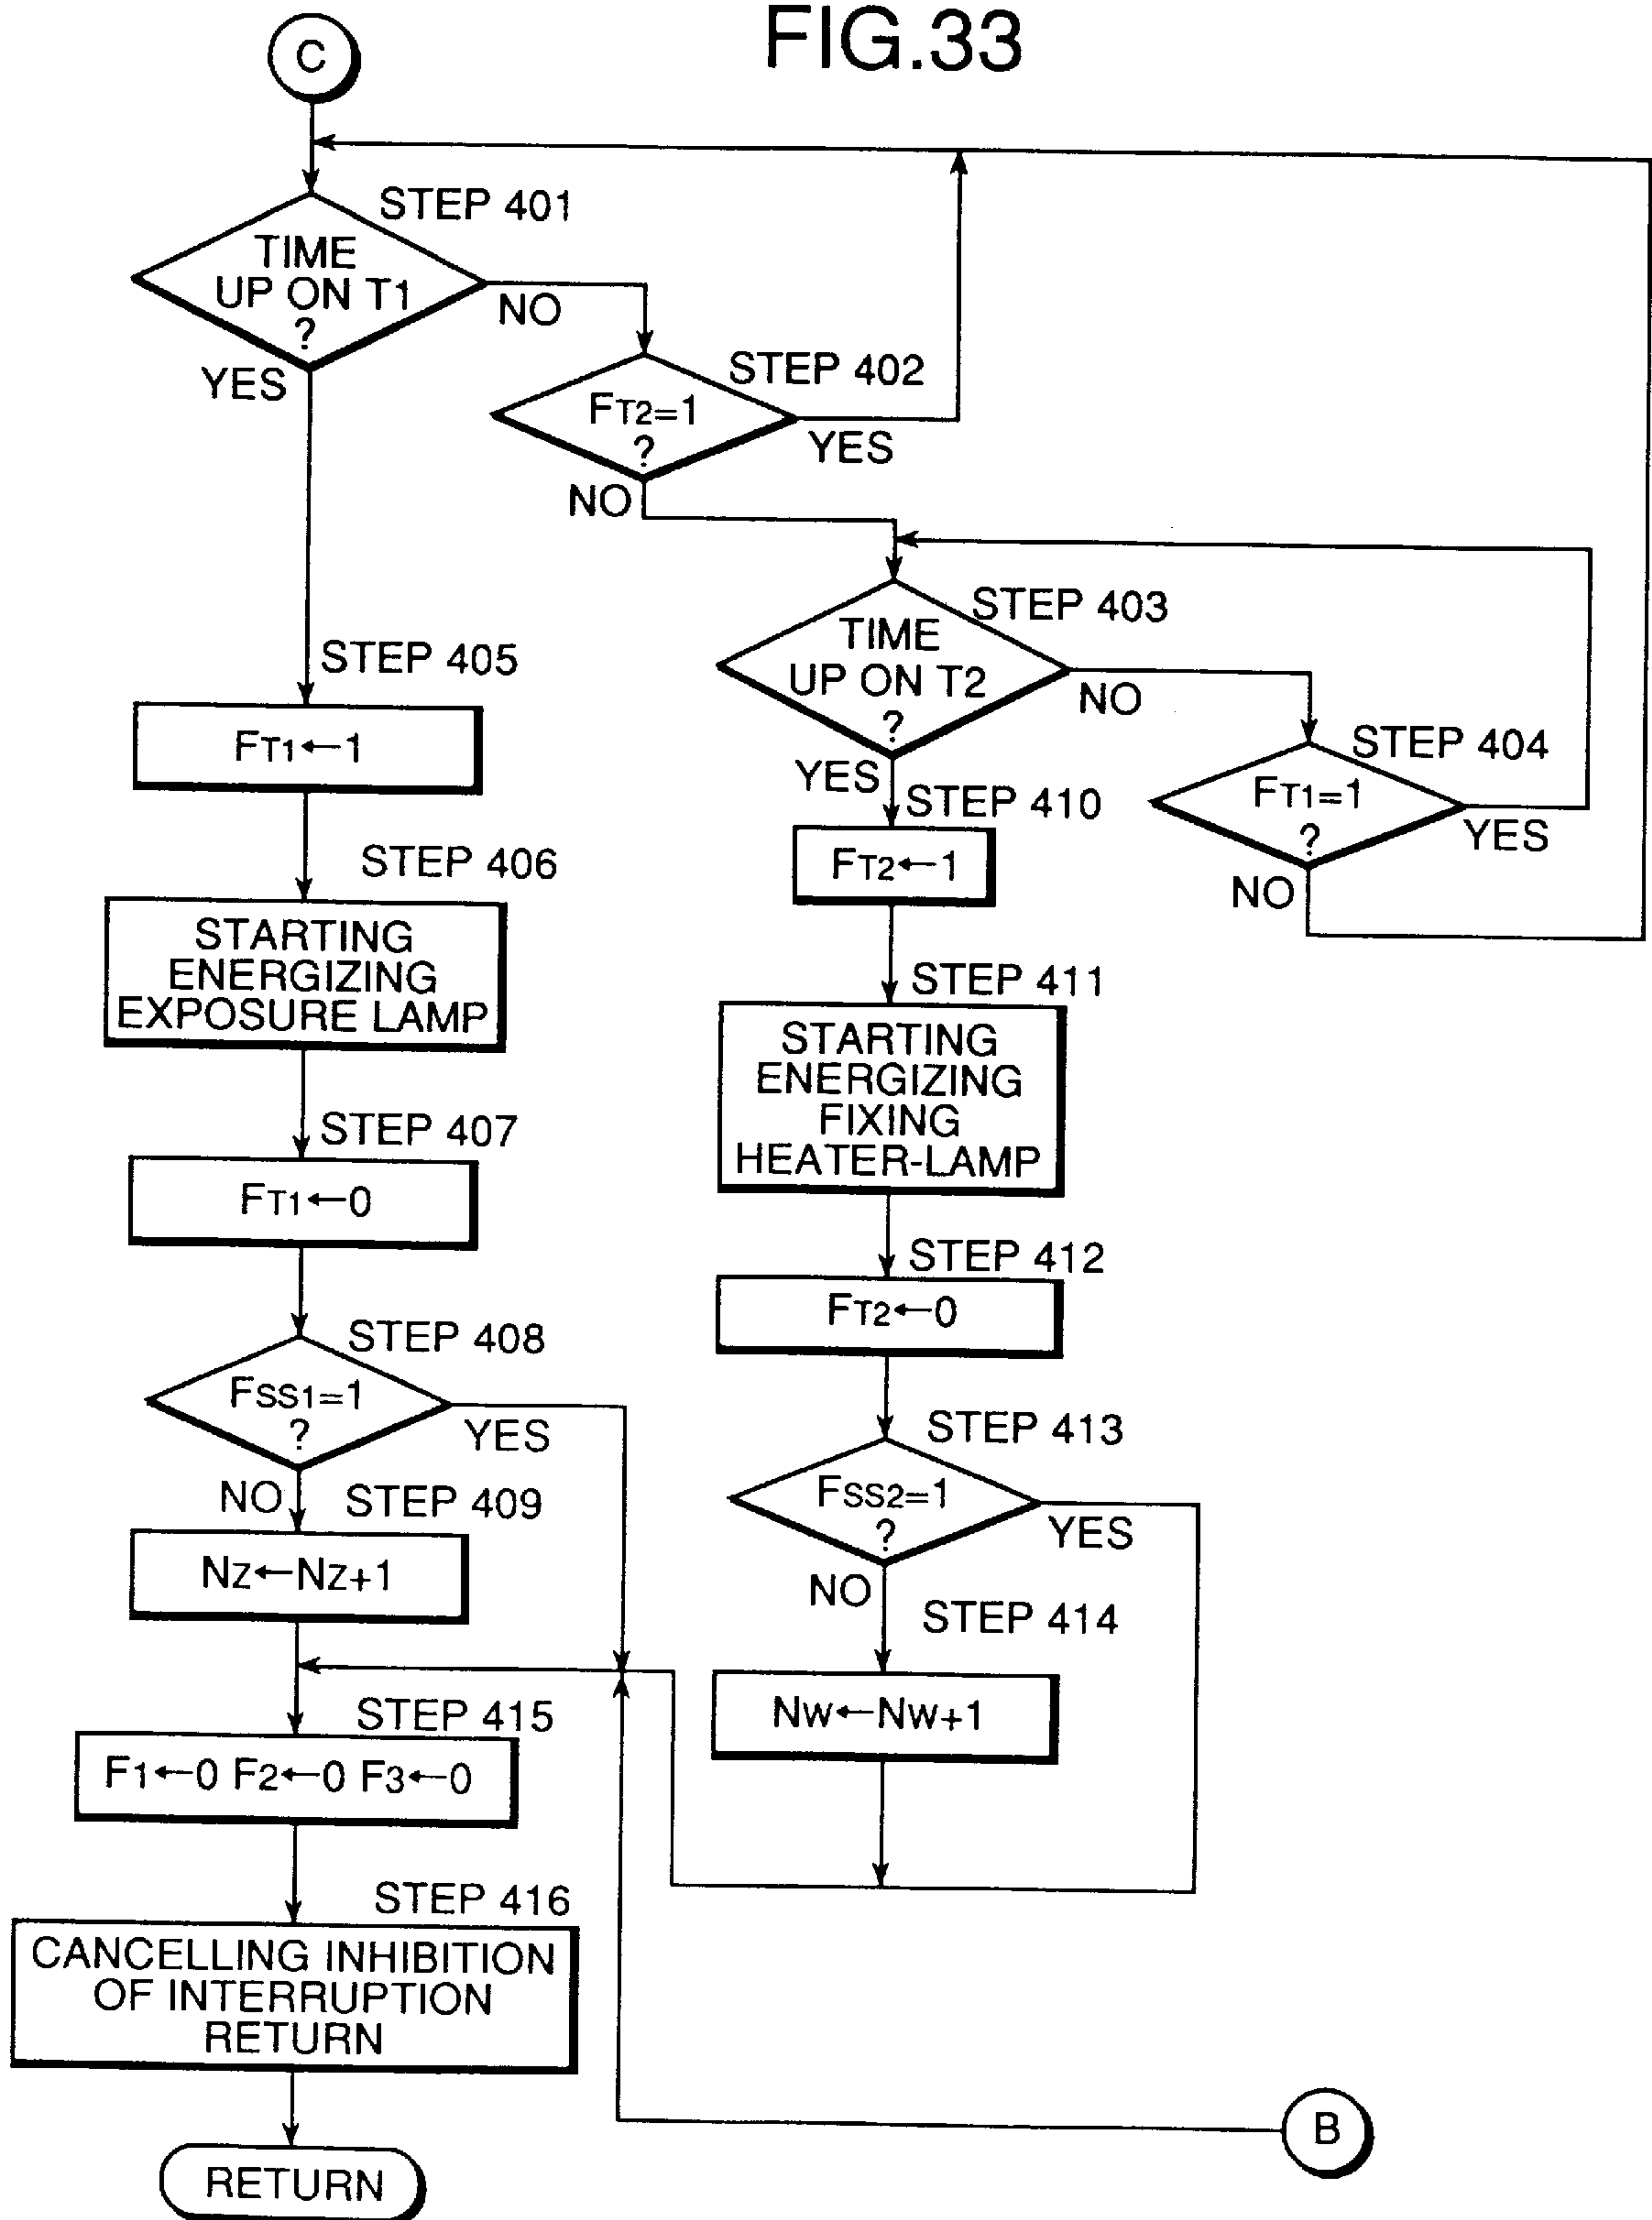 FIG.33
C
STEP 401
TIME
UP ON T1
?
NO
YES
STEP 402
FT2=1
?
YES
NO
STEP 403
TIME
UP ON T2
?
NO
YES
STEP 404
FT1=1
?
YES
NO
STEP 405
FT1←1
STEP 406
STARTING
ENERGIZING
EXPOSURE LAMP
STEP 407
FT1←0
STEP 408
FSS1=1
?
YES
NO
STEP 409
NZ←NZ+1
STEP 410
FT2←1
STEP 411
STARTING
ENERGIZING
FIXING
HEATER-LAMP
STEP 412
FT2←0
STEP 413
FSS2=1
?
YES
NO
STEP 414
NW←NW+1
STEP 415
F1←0 F2←0 F3←0
STEP 416
CANCELLING INHIBITION
OF INTERRUPTION
RETURN
RETURN
B